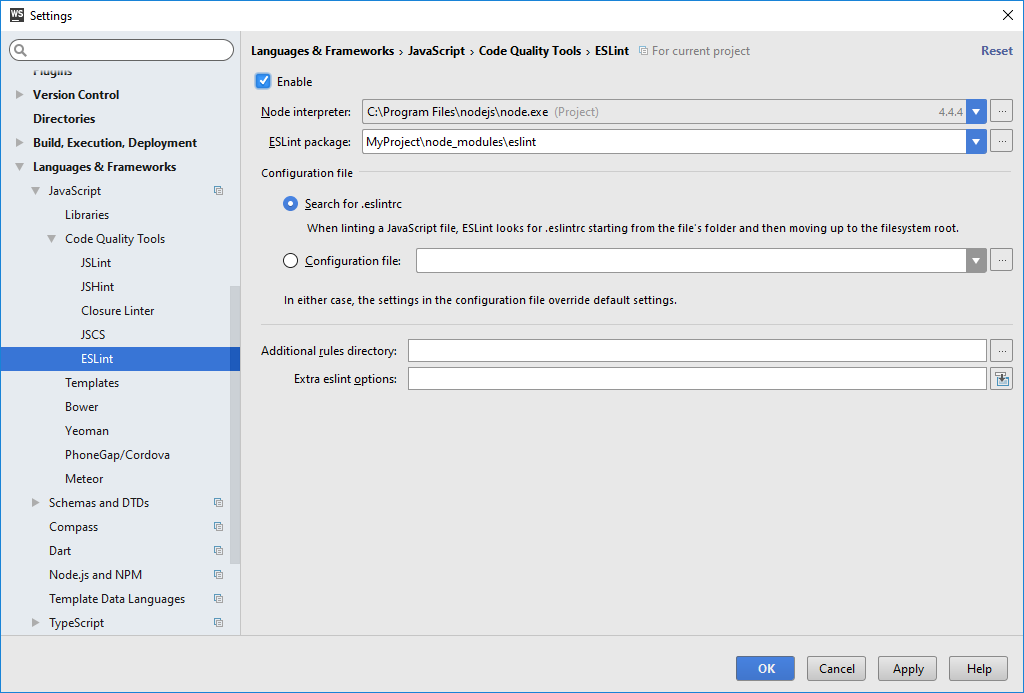 WS Settings
Plugins
Version Control
Directories
Build, Execution, Deployment
Languages & Frameworks
JavaScript
Libraries
Code Quality Tools
JSLint
JSHint
Closure Linter
JSCS
ESLint
Templates
Bower
Yeoman
PhoneGap/Cordova
Meteor
Schemas and DTDs
Compass
Dart
Node.js and NPM
Template Data Languages
TypeScript
Languages & Frameworks › JavaScript › Code Quality Tools › ESLint For current project Reset
Enable
Node interpreter: C:\Program Files\nodejs\node.exe (Project) 4.4.4 ...
ESLint package: MyProject\node_modules\eslint ...
Configuration file
Search for .eslintrc
When linting a JavaScript file, ESLint looks for .eslintrc starting from the file's folder and then moving up to the filesystem root.
Configuration file: ...
In either case, the settings in the configuration file override default settings.
Additional rules directory: ...
Extra eslint options:
OK Cancel Apply Help